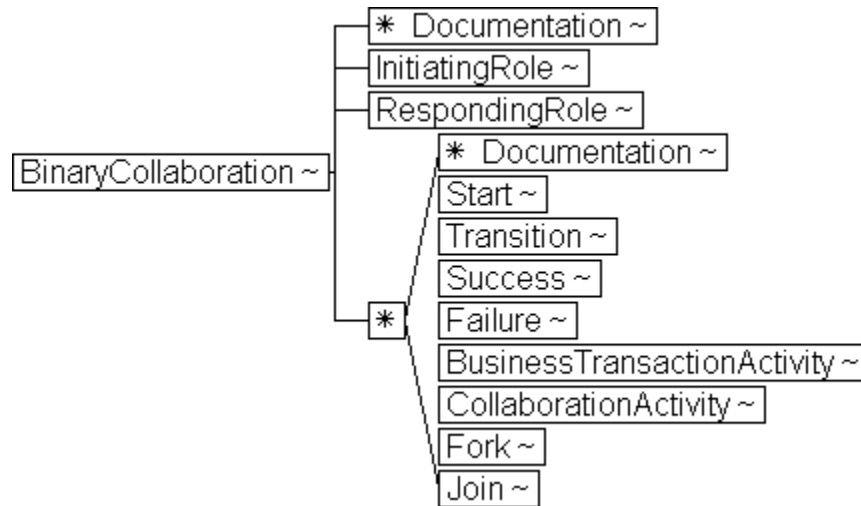 * Documentation ~
InitiatingRole ~
RespondingRole ~
* Documentation ~
BinaryCollaboration ~
Start ~
Transition ~
Success ~
*
Failure ~
BusinessTransactionActivity ~
CollaborationActivity ~
Fork ~
Join ~